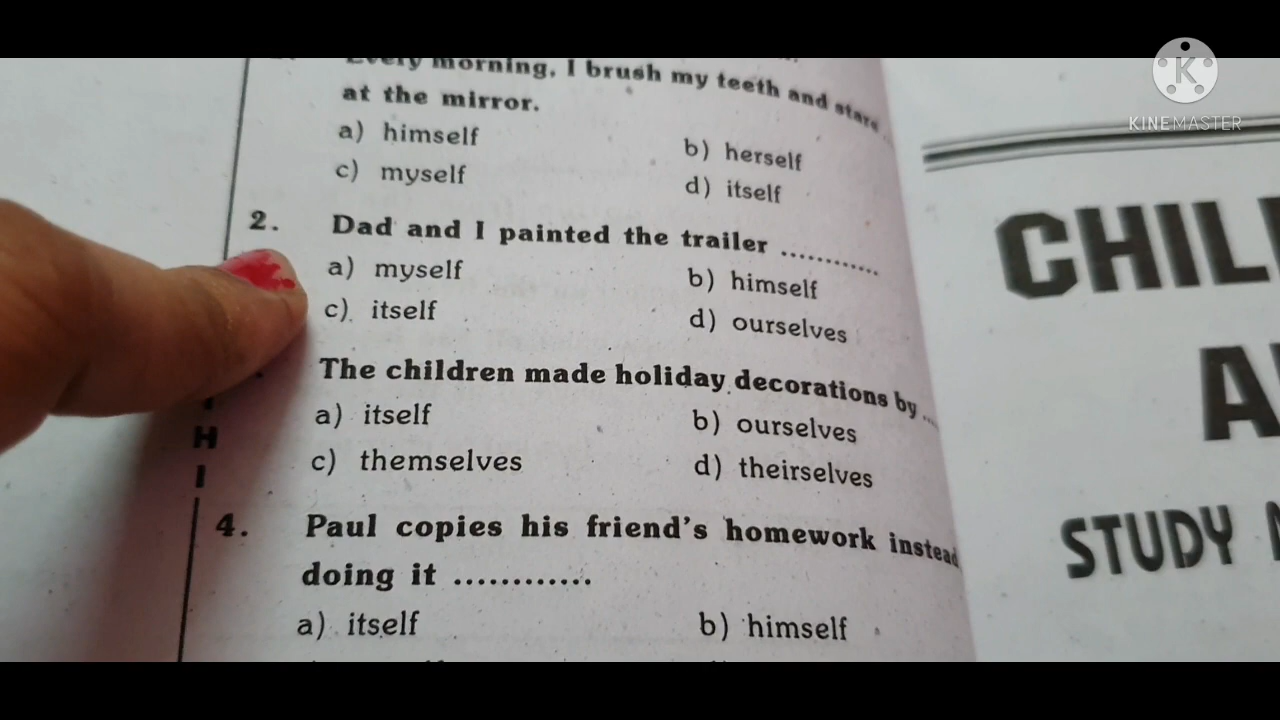 Every morning, I brush my teeth and stare
at the mirror.
a) himself b) herself
c) myself d) itself
2. Dad and I painted the trailer ............
a) myself b) himself
c) itself d) ourselves
The children made holiday decorations by ....
a) itself b) ourselves
c) themselves d) theirselves
4. Paul copies his friend's homework instead
doing it ............
a) itself b) himself
H
I
CHIL
A
STUDY
KINEMASTER